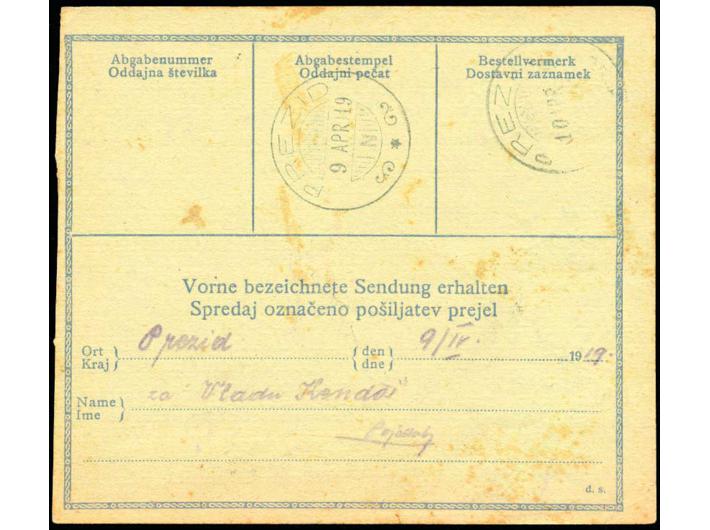 Abgabenummer
Oddajna številka
Abgabestempel
Oddajni pečat
Bestellvermerk
Dostavni zaznamek
PREZID
9 APR 19
N
PREZ
Vorne bezeichnete Sendung erhalten
Spredaj označeno pošiljatev prejel
Ort Kraj } Prezid { den dne } 9/IV. 1919.
Name Ime } za Vladu
d. s.